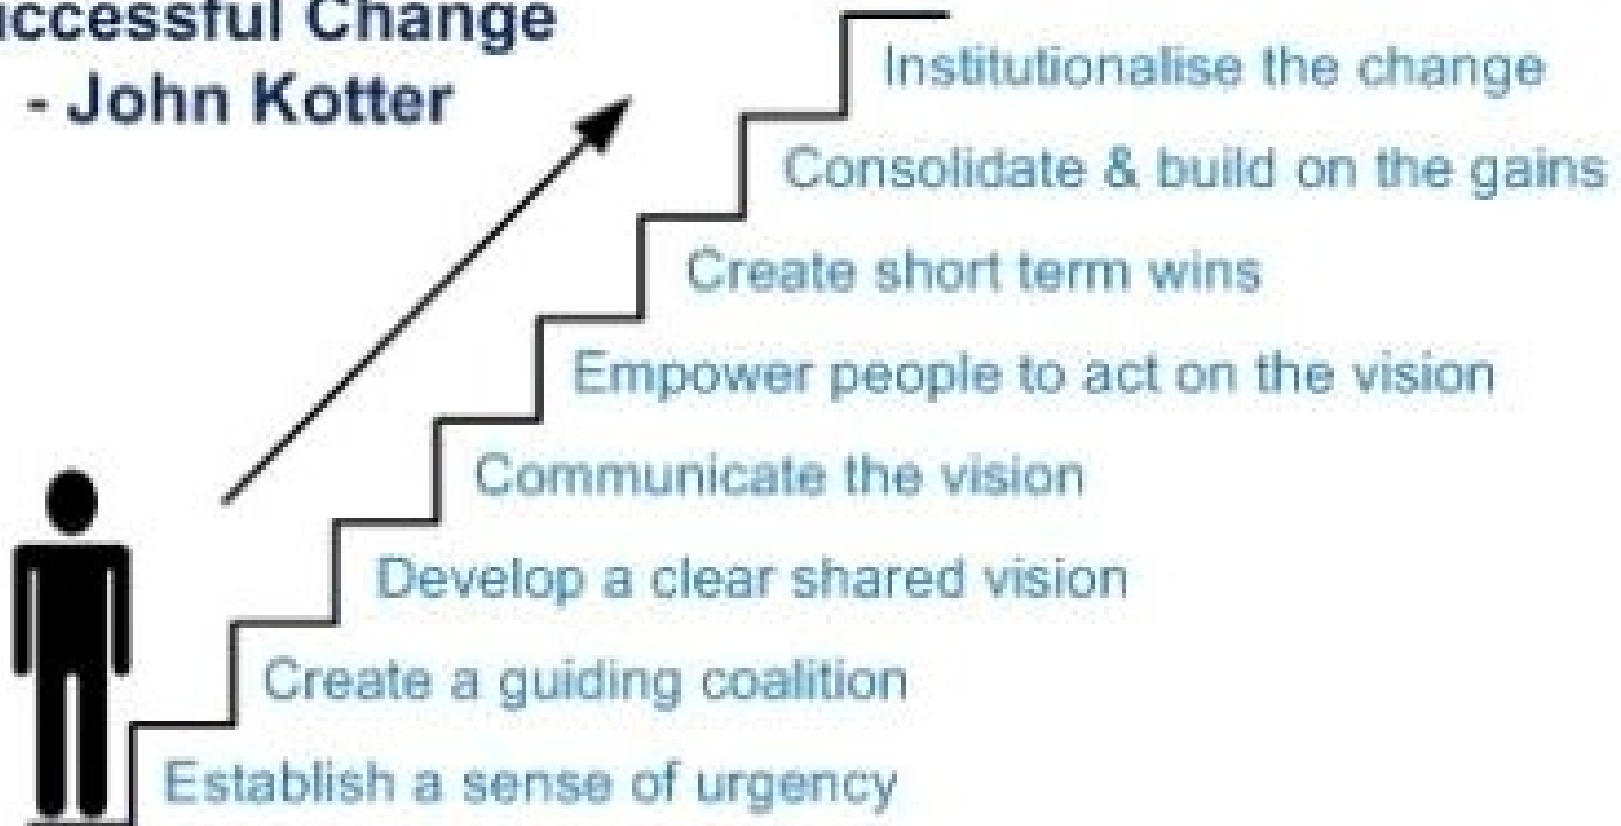 uccessful Change
- John Kotter
Institutionalise the change
Consolidate & build on the gains
Create short term wins
Empower people to act on the vision
Communicate the vision
Develop a clear shared vision
Create a guiding coalition
Establish a sense of urgency